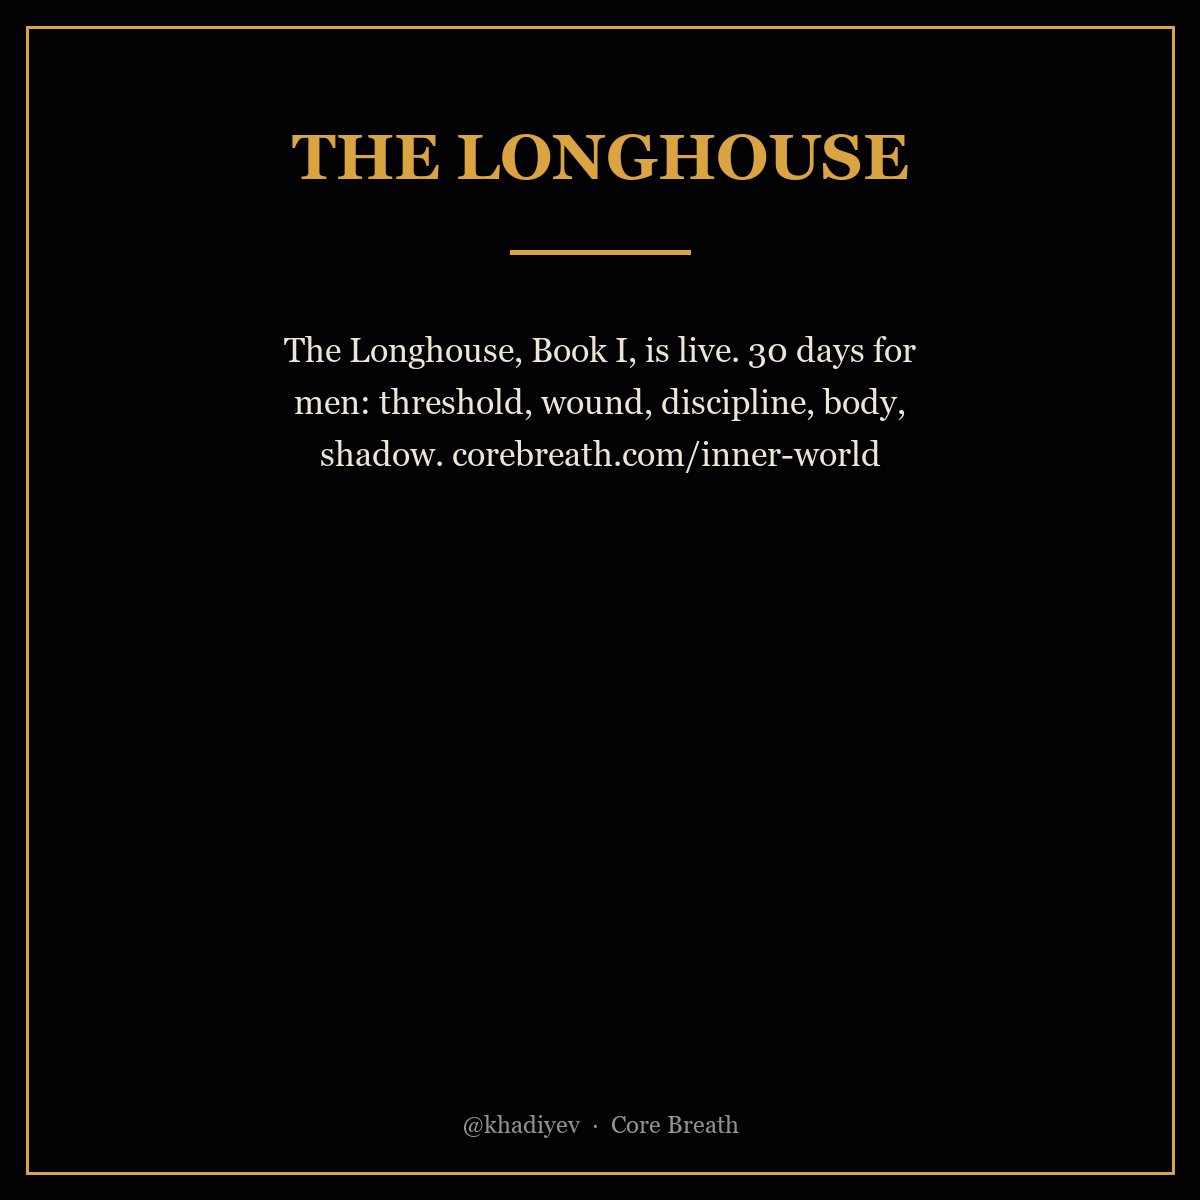 THE LONGHOUSE
The Longhouse, Book I, is live. 30 days for
men: threshold, wound, discipline, body,
shadow. corebreath.com/inner-world
@khadiyev · Core Breath